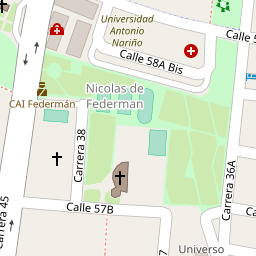 Universidad
Antonio
Nariño
Calle 58
Calle 58A Bis
Nicolas de
Federman
CAI Federmán
Carrera 38
Carrera 36A
Carrera 45
Calle 57B
Universo